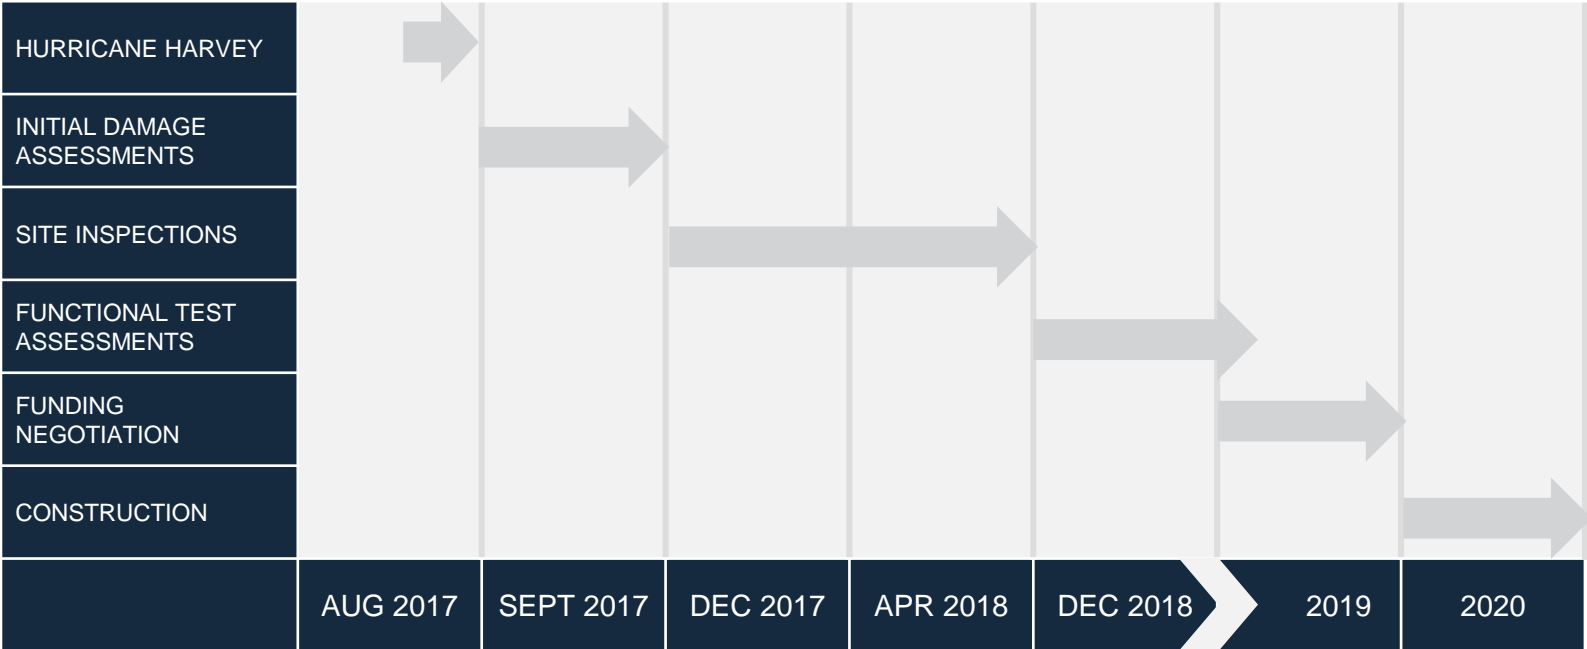 HURRICANE HARVEY
INITIAL DAMAGE
ASSESSMENTS
SITE INSPECTIONS
FUNCTIONAL TEST
ASSESSMENTS
FUNDING
NEGOTIATION
CONSTRUCTION
AUG 2017 SEPT 2017 DEC 2017 APR 2018 DEC 2018 2019 2020